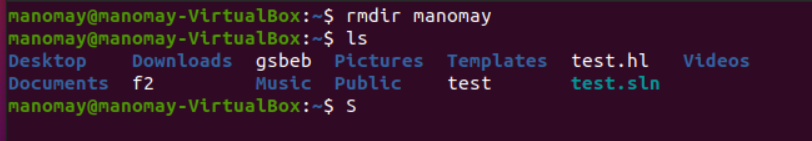 manomay@manomay-VirtualBox:~$ rmdir manomay
manomay@manomay-VirtualBox:~$ ls
Desktop Downloads gsbeb Pictures Templates test.hl Videos
Documents f2 Music Public test test.sln
manomay@manomay-VirtualBox:~$ S